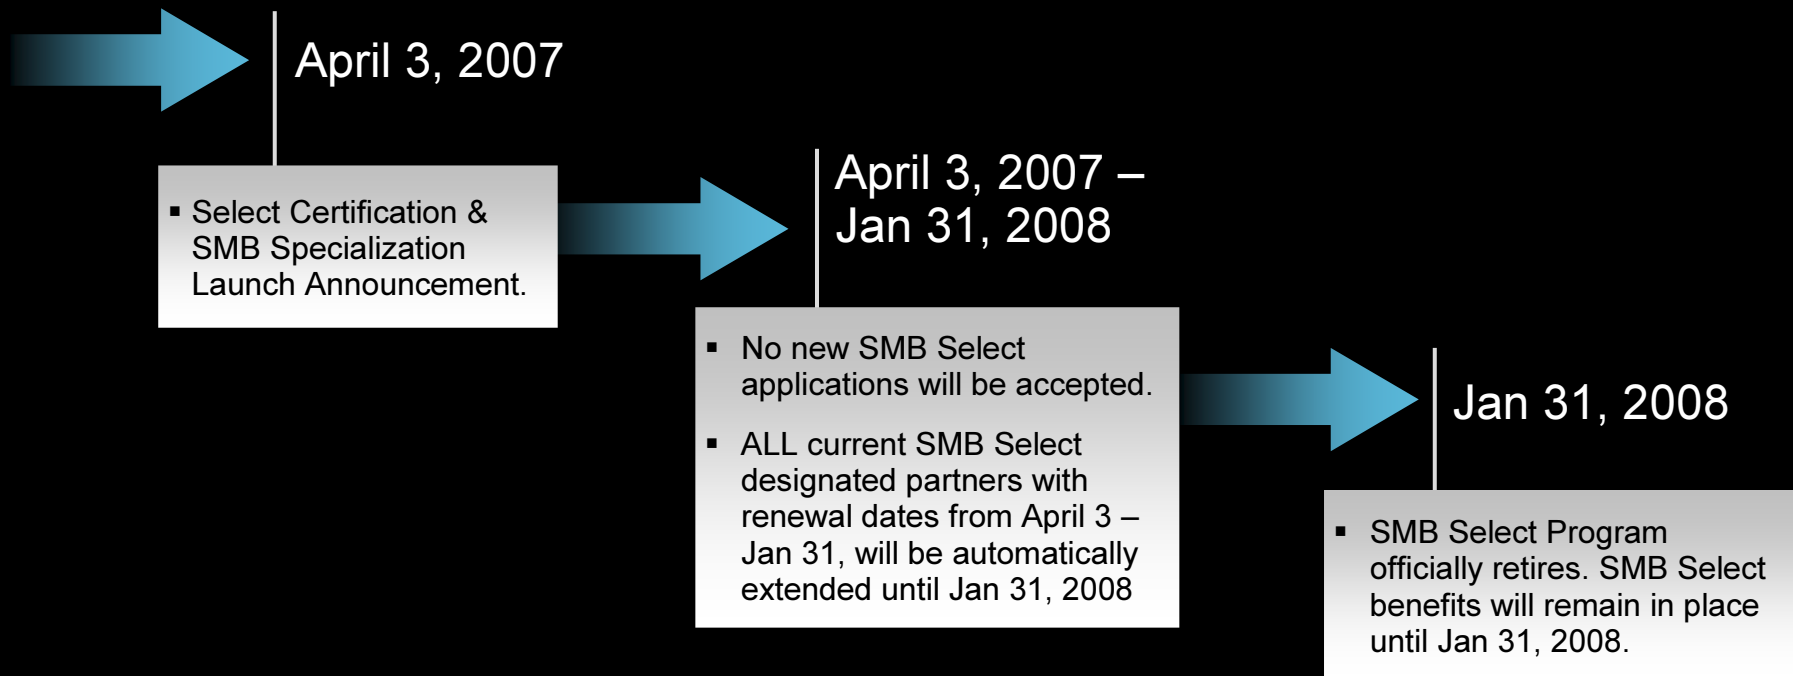 April 3, 2007
▪ Select Certification &
SMB Specialization
Launch Announcement.
April 3, 2007 –
Jan 31, 2008
▪ No new SMB Select
applications will be accepted.
▪ ALL current SMB Select
designated partners with
renewal dates from April 3 –
Jan 31, will be automatically
extended until Jan 31, 2008
Jan 31, 2008
▪ SMB Select Program
officially retires. SMB Select
benefits will remain in place
until Jan 31, 2008.